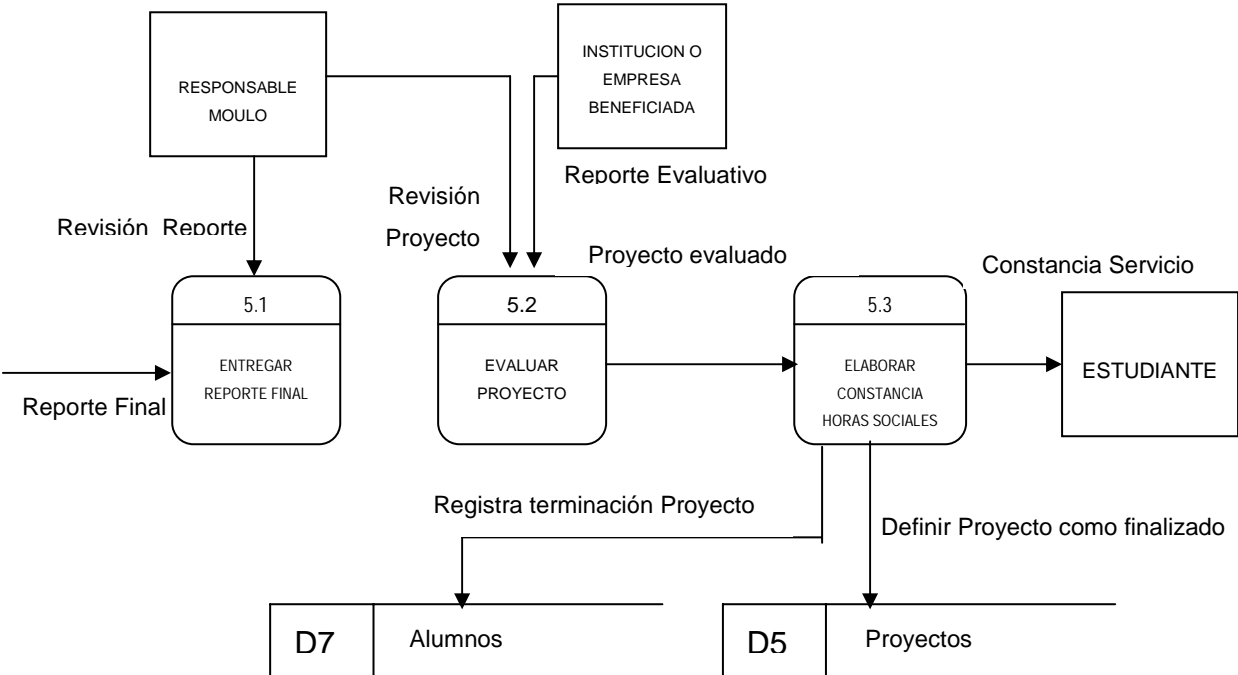 RESPONSABLE
MOULO
INSTITUCION O
EMPRESA
BENEFICIADA
Reporte Evaluativo
Revisión
Proyecto
Revisión Reporte
Proyecto evaluado
Constancia Servicio
5.1
ENTREGAR
REPORTE FINAL
5.2
EVALUAR
PROYECTO
5.3
ELABORAR
CONSTANCIA
HORAS SOCIALES
ESTUDIANTE
Reporte Final
Registra terminación Proyecto
Definir Proyecto como finalizado
D7
Alumnos
D5
Proyectos